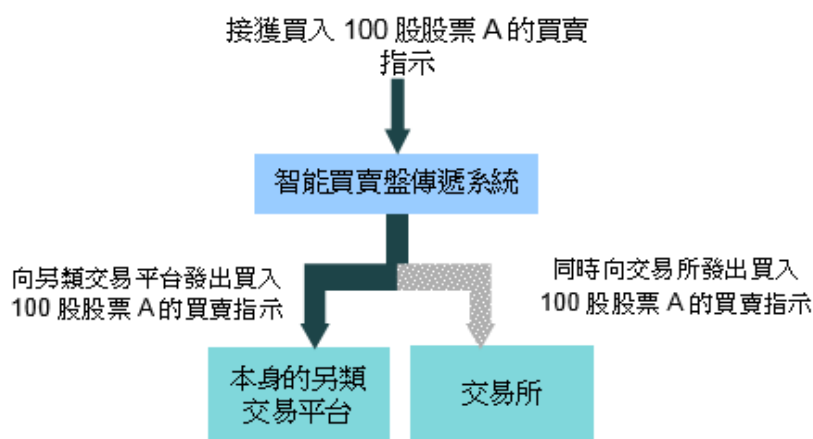 接獲買入 100 股股票 A 的買賣
指示
智能買賣盤傳遞系統
向另類交易平台發出買入
100 股股票 A 的買賣指示
同時向交易所發出買入
100 股股票 A 的買賣指示
本身的另類
交易平台
交易所